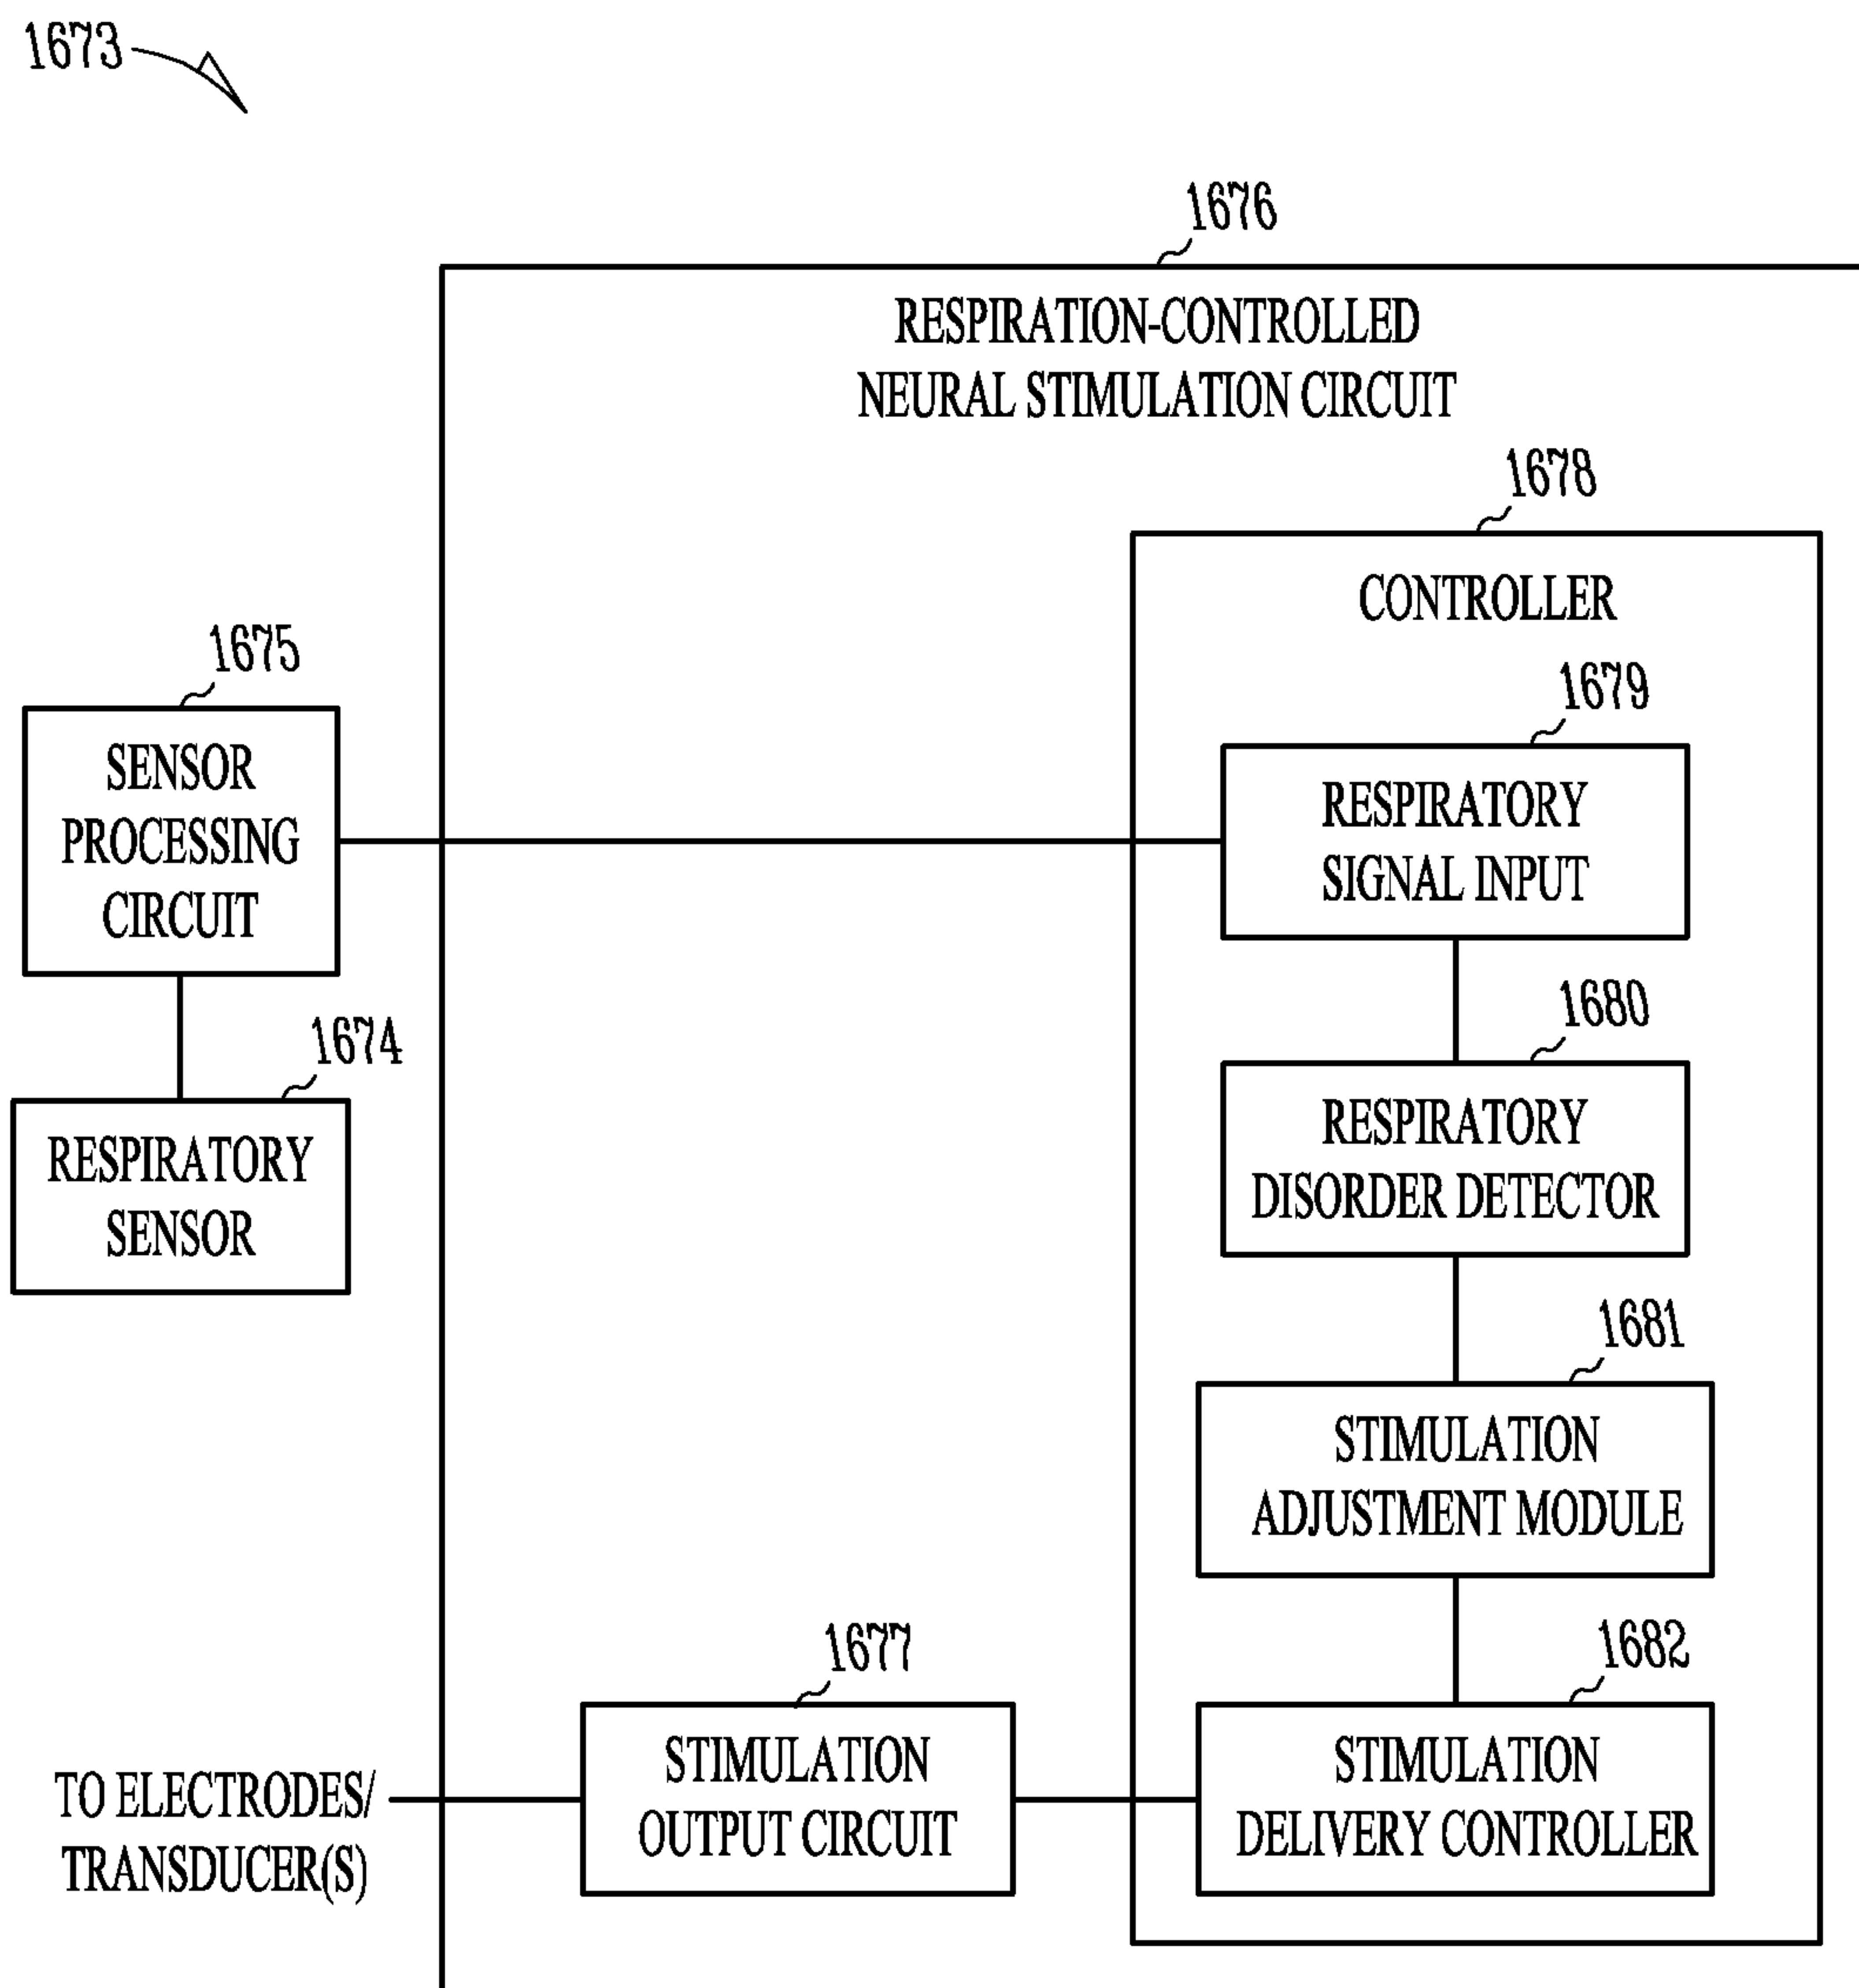 1673
1676
RESPIRATION-CONTROLLED
NEURAL STIMULATION CIRCUIT
1678
CONTROLLER
1675
SENSOR
PROCESSING
CIRCUIT
1679
RESPIRATORY
SIGNAL INPUT
1674
RESPIRATORY
SENSOR
1680
RESPIRATORY
DISORDER DETECTOR
1681
STIMULATION
ADJUSTMENT MODULE
1677
STIMULATION
OUTPUT CIRCUIT
1682
STIMULATION
DELIVERY CONTROLLER
TO ELECTRODES/
TRANSDUCER(S)